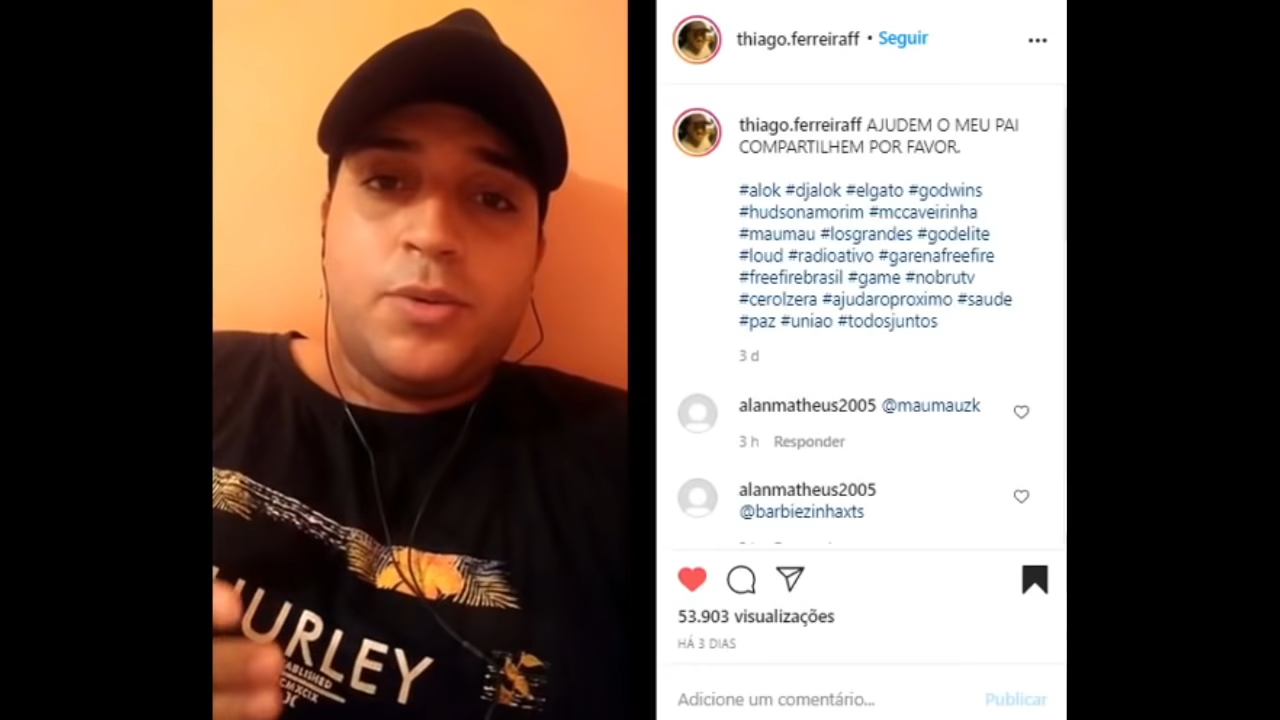 thiago.ferreiraff • Seguir
thiago.ferreiraff AJUDEM O MEU PAI
COMPARTILHEM POR FAVOR.
#alok #djalok #elgato #godwins
#hudsonamorim #mccaveirinha
#maumau #losgrandes #godelite
#loud #radioativo #garenafreefire
#freefirebrasil #game #nobrutv
#cerolzera #ajudaroproximo #saude
#paz #uniao #todosjuntos
3 d
alanmatheus2005 @maumauzk
3 h Responder
alanmatheus2005
@barbiezinhaxts
53.903 visualizações
HÁ 3 DIAS
Adicione um comentário... Publicar
HURLEY